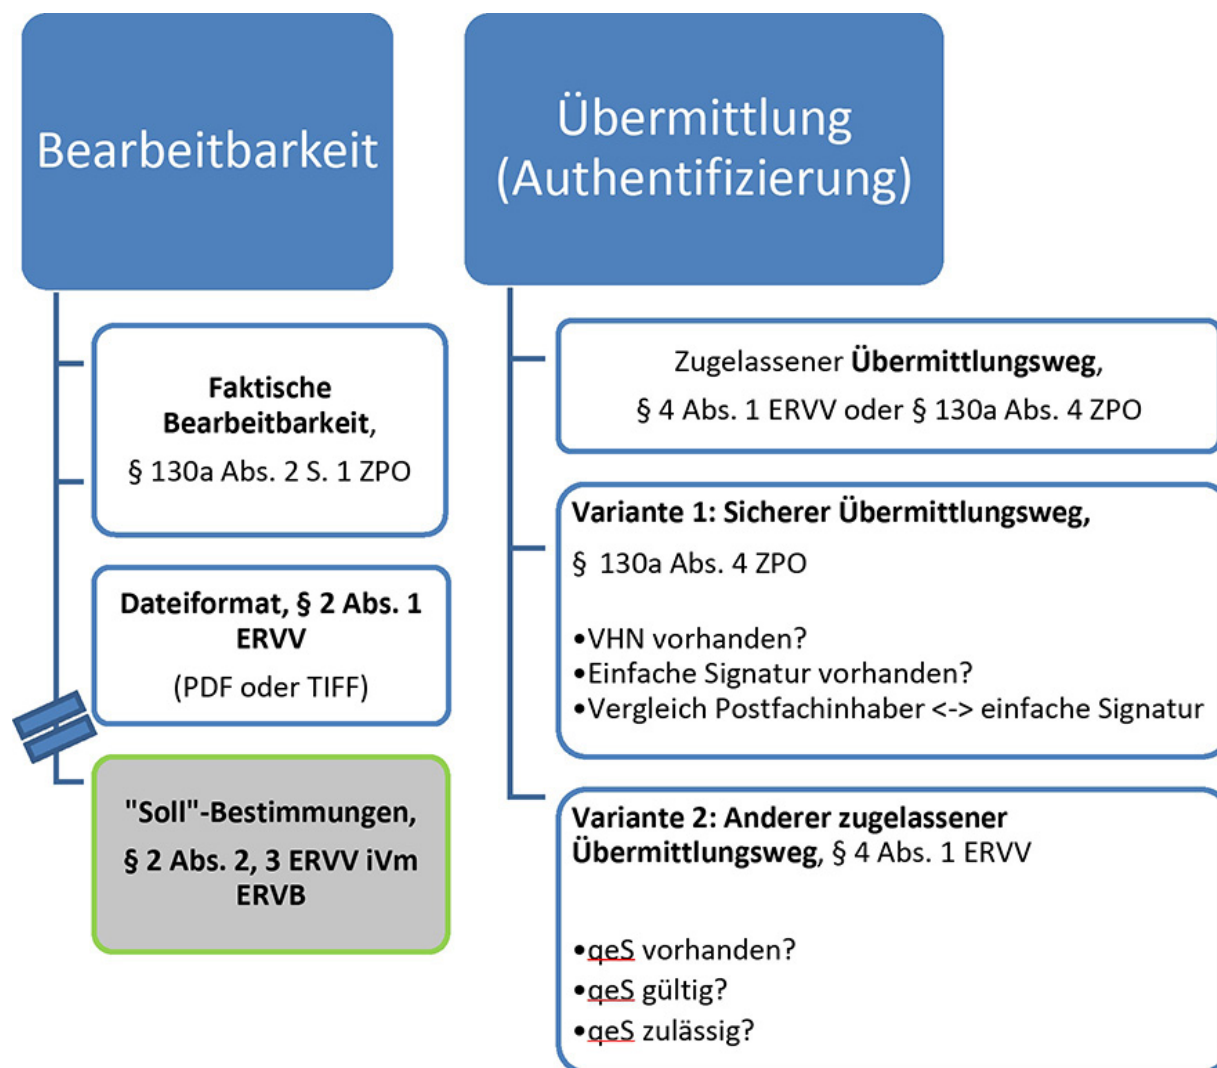 Bearbeitbarkeit
Faktische
Bearbeitbarkeit,
§ 130a Abs. 2 S. 1 ZPO
Dateiformat, § 2 Abs. 1
ERVV
(PDF oder TIFF)
"Soll"-Bestimmungen,
§ 2 Abs. 2, 3 ERVV iVm
ERVB
Übermittlung
(Authentifizierung)
Zugelassener Übermittlungsweg,
§ 4 Abs. 1 ERVV oder § 130a Abs. 4 ZPO
Variante 1: Sicherer Übermittlungsweg,
§ 130a Abs. 4 ZPO
•VHN vorhanden?
•Einfache Signatur vorhanden?
•Vergleich Postfachinhaber <-> einfache Signatur
Variante 2: Anderer zugelassener
Übermittlungsweg, § 4 Abs. 1 ERVV
•qeS vorhanden?
•qeS gültig?
•qeS zulässig?